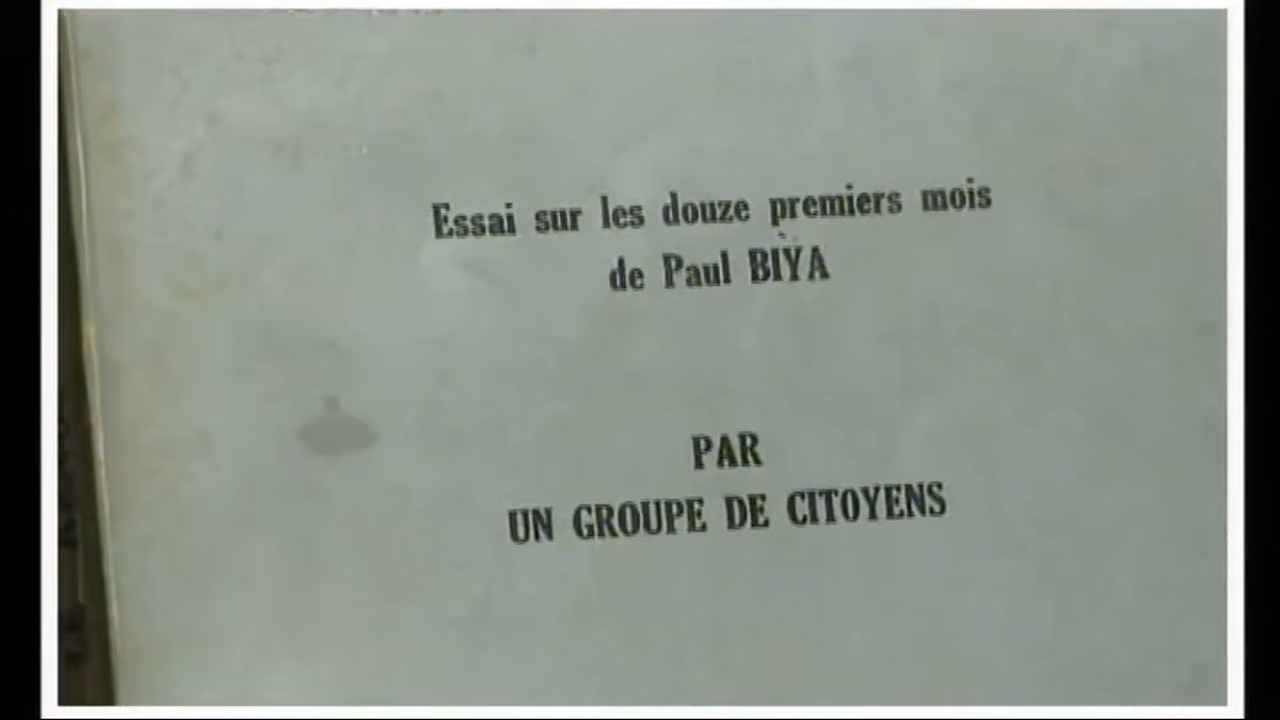 Essai sur les douze premiers mois
de Paul BIYA
PAR
UN GROUPE DE CITOYENS